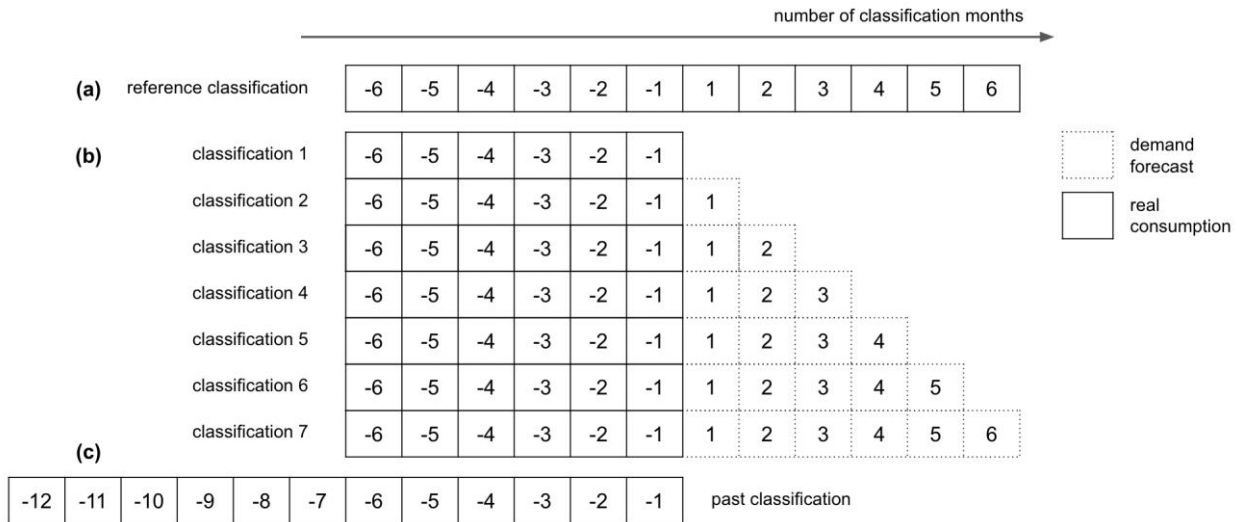 number of classification months
(a) reference classification -6 -5 -4 -3 -2 -1 1 2 3 4 5 6
(b) classification 1 -6 -5 -4 -3 -2 -1
demand
forecast
classification 2 -6 -5 -4 -3 -2 -1 1
real
consumption
classification 3 -6 -5 -4 -3 -2 -1 1 2
classification 4 -6 -5 -4 -3 -2 -1 1 2 3
classification 5 -6 -5 -4 -3 -2 -1 1 2 3 4
classification 6 -6 -5 -4 -3 -2 -1 1 2 3 4 5
classification 7 -6 -5 -4 -3 -2 -1 1 2 3 4 5 6
(c)
-12 -11 -10 -9 -8 -7 -6 -5 -4 -3 -2 -1 past classification